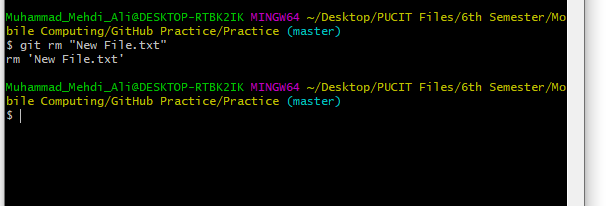 Muhammad_Mehdi_Ali@DESKTOP-RTBK2IK MINGW64 ~/Desktop/PUCIT Files/6th Semester/Mo
bile Computing/GitHub Practice/Practice (master)
$ git rm "New File.txt"
rm 'New File.txt'
Muhammad_Mehdi_Ali@DESKTOP-RTBK2IK MINGW64 ~/Desktop/PUCIT Files/6th Semester/Mo
bile Computing/GitHub Practice/Practice (master)
$